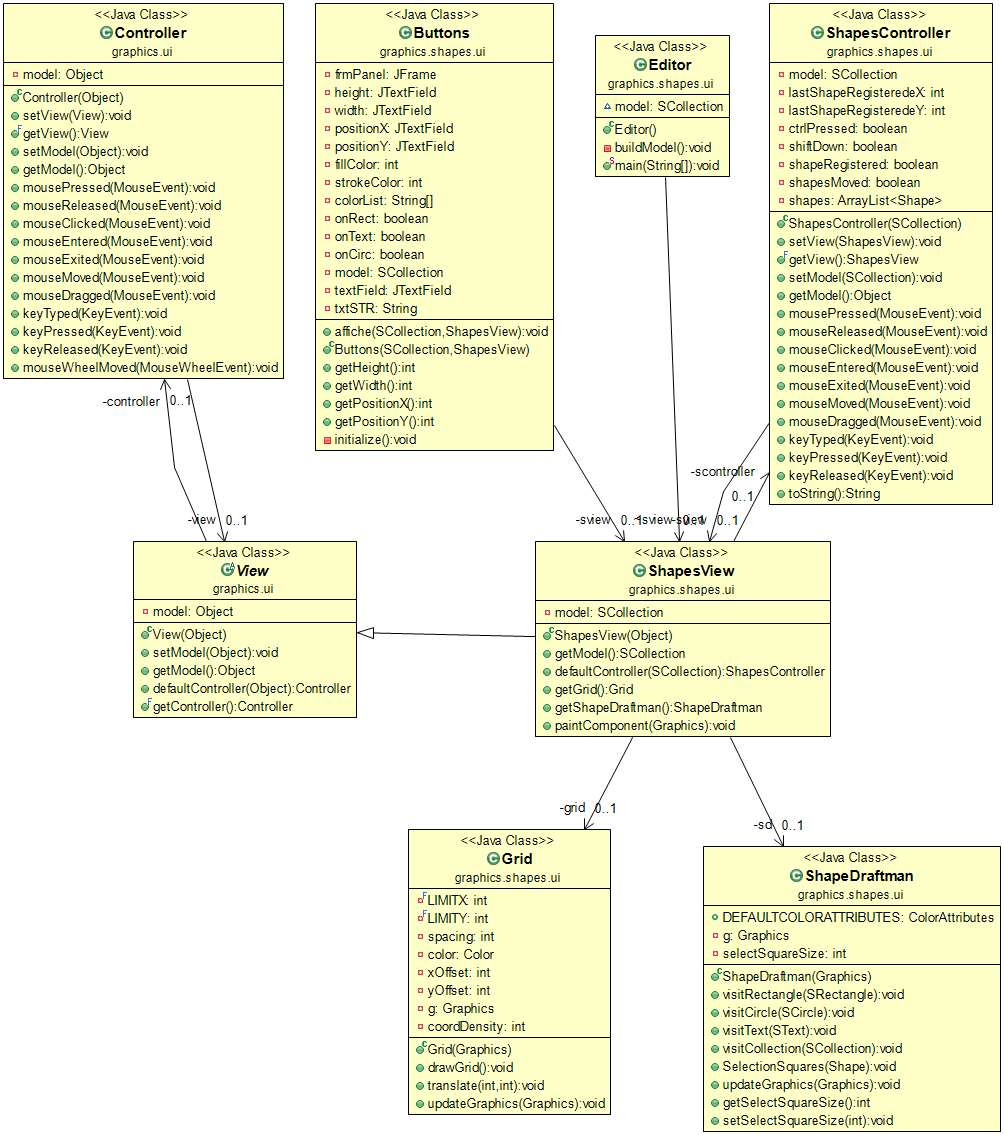 <<Java Class>>
Controller
graphics.ui
model: Object
Controller(Object)
setView(View):void
getView():View
setModel(Object):void
getModel():Object
mousePressed(MouseEvent):void
mouseReleased(MouseEvent):void
mouseClicked(MouseEvent):void
mouseEntered(MouseEvent):void
mouseExited(MouseEvent):void
mouseMoved(MouseEvent):void
mouseDragged(MouseEvent):void
keyTyped(KeyEvent):void
keyPressed(KeyEvent):void
keyReleased(KeyEvent):void
mouseWheelMoved(MouseWheelEvent):void
<<Java Class>>
Buttons
graphics.shapes.ui
frmPanel: JFrame
height: JTextField
width: JTextField
positionX: JTextField
positionY: JTextField
fillColor: int
strokeColor: int
colorList: String[]
onRect: boolean
onText: boolean
onCirc: boolean
model: SCollection
textField: JTextField
txtSTR: String
affiche(SCollection,ShapesView):void
Buttons(SCollection,ShapesView)
getHeight():int
getWidth():int
getPositionX():int
getPositionY():int
initialize():void
<<Java Class>>
Editor
graphics.shapes.ui
model: SCollection
Editor()
buildModel():void
main(String[]):void
<<Java Class>>
ShapesController
graphics.shapes.ui
model: SCollection
lastShapeRegisteredeX: int
lastShapeRegisteredeY: int
ctrlPressed: boolean
shiftDown: boolean
shapeRegistered: boolean
shapesMoved: boolean
shapes: ArrayList<Shape>
ShapesController(SCollection)
setView(ShapesView):void
getView():ShapesView
setModel(SCollection):void
getModel():Object
mousePressed(MouseEvent):void
mouseReleased(MouseEvent):void
mouseClicked(MouseEvent):void
mouseEntered(MouseEvent):void
mouseExited(MouseEvent):void
mouseMoved(MouseEvent):void
mouseDragged(MouseEvent):void
keyTyped(KeyEvent):void
keyPressed(KeyEvent):void
keyReleased(KeyEvent):void
toString():String
-controller 0..1
-scontroller
0..1
-view 0..1
-sview 0..1
-sview 0..1
-sview 0..1
<<Java Class>>
View
graphics.ui
model: Object
View(Object)
setModel(Object):void
getModel():Object
defaultController(Object):Controller
getController():Controller
<<Java Class>>
ShapesView
graphics.shapes.ui
model: SCollection
ShapesView(Object)
getModel():SCollection
defaultController(SCollection):ShapesController
getGrid():Grid
getShapeDraftman():ShapeDraftman
paintComponent(Graphics):void
-grid 0..1
-sd 0..1
<<Java Class>>
Grid
graphics.shapes.ui
LIMITX: int
LIMITY: int
spacing: int
color: Color
xOffset: int
yOffset: int
g: Graphics
coordDensity: int
Grid(Graphics)
drawGrid():void
translate(int,int):void
updateGraphics(Graphics):void
<<Java Class>>
ShapeDraftman
graphics.shapes.ui
DEFAULTCOLORATTRIBUTES: ColorAttributes
g: Graphics
selectSquareSize: int
ShapeDraftman(Graphics)
visitRectangle(SRectangle):void
visitCircle(SCircle):void
visitText(SText):void
visitCollection(SCollection):void
SelectionSquares(Shape):void
updateGraphics(Graphics):void
getSelectSquareSize():int
setSelectSquareSize(int):void